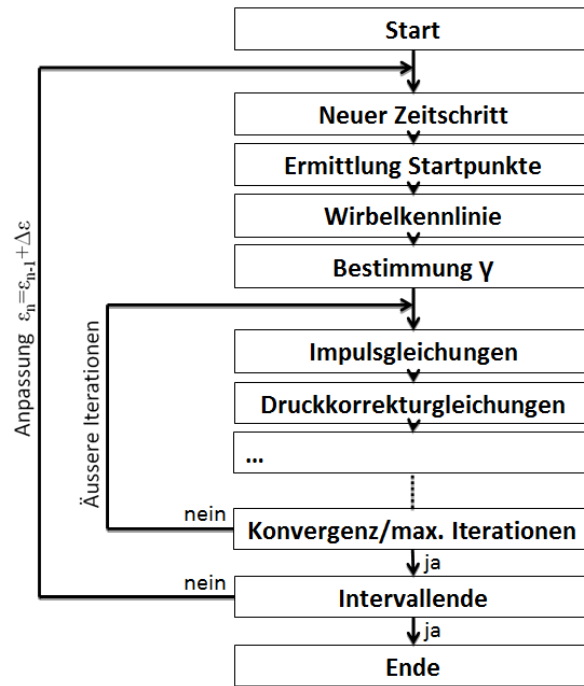 Start
Neuer Zeitschritt
Ermittlung Startpunkte
Wirbelkennlinie
Bestimmung γ
Impulsgleichungen
Druckkorrekturgleichungen
...
Konvergenz/max. Iterationen
nein
ja
Intervallende
nein
ja
Ende
Äussere Iterationen
Anpassung εn=εn-1+Δε